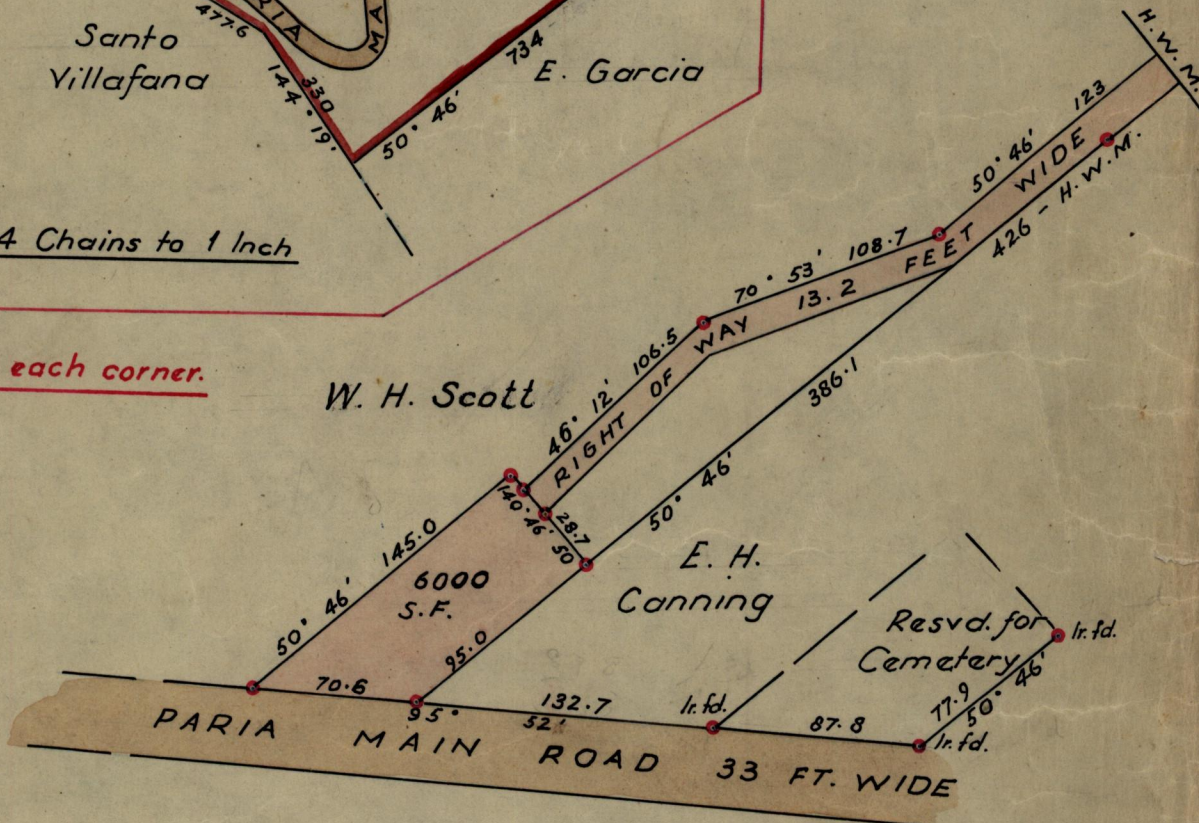 477.6
RIA
MA
Santo
Villafana
330
144° 19'
734
50° 46'
E. Garcia
H. W. M.
4 Chains to 1 Inch
each corner.
W. H. Scott
123
50° 46'
108.7
70° 53'
106.5
46° 12'
RIGHT OF WAY 13.2 FEET WIDE
426 - H.W.M.
386.1
50° 46'
140° 46'
28.7
50
145.0
50° 46'
6000
S.F.
95.0
E. H.
Canning
Resvd. for
Cemetery
Ir. fd.
77.9
50° 46'
70.6
95° 52'
132.7
Ir. fd.
87.8
Ir. fd.
PARIA MAIN ROAD 33 FT. WIDE